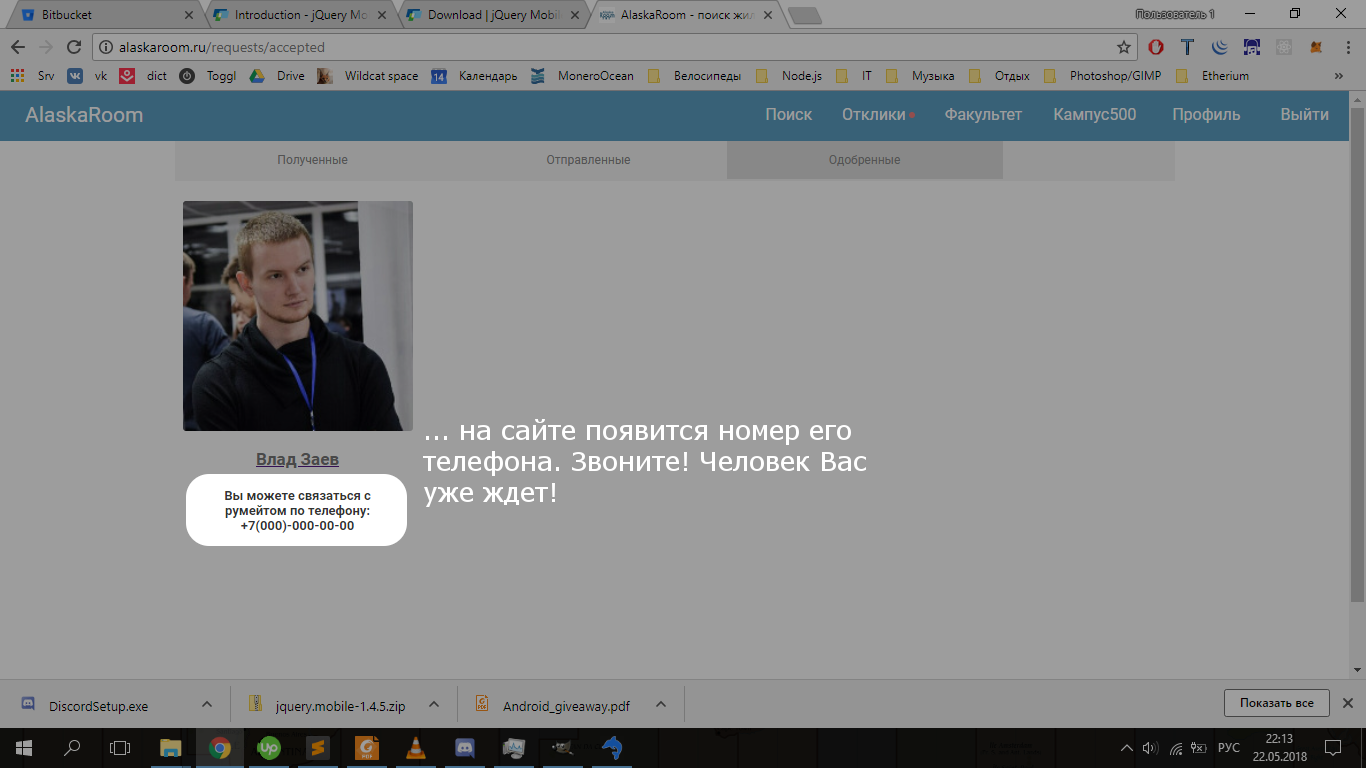 Bitbucket
Introduction - jQuery Mo
Download | jQuery Mobil
AlaskaRoom - поиск жил
Пользователь 1
alaskaroom.ru/requests/accepted
Srv
vk
dict
Toggl
Drive
Wildcat space
14
Календарь
MoneroOcean
Велосипеды
Node.js
IT
Музыка
Отдых
Photoshop/GIMP
Etherium
»
AlaskaRoom
Поиск
Отклики
Факультет
Кампус500
Профиль
Выйти
Полученные
Отправленные
Одобренные
... на сайте появится номер его
телефона. Звоните! Человек Вас
уже ждет!
Влад Заев
Вы можете связаться с
румейтом по телефону:
+7(000)-000-00-00
DiscordSetup.exe
jquery.mobile-1.4.5.zip
Android_giveaway.pdf
Показать все
РУС
22:13
22.05.2018